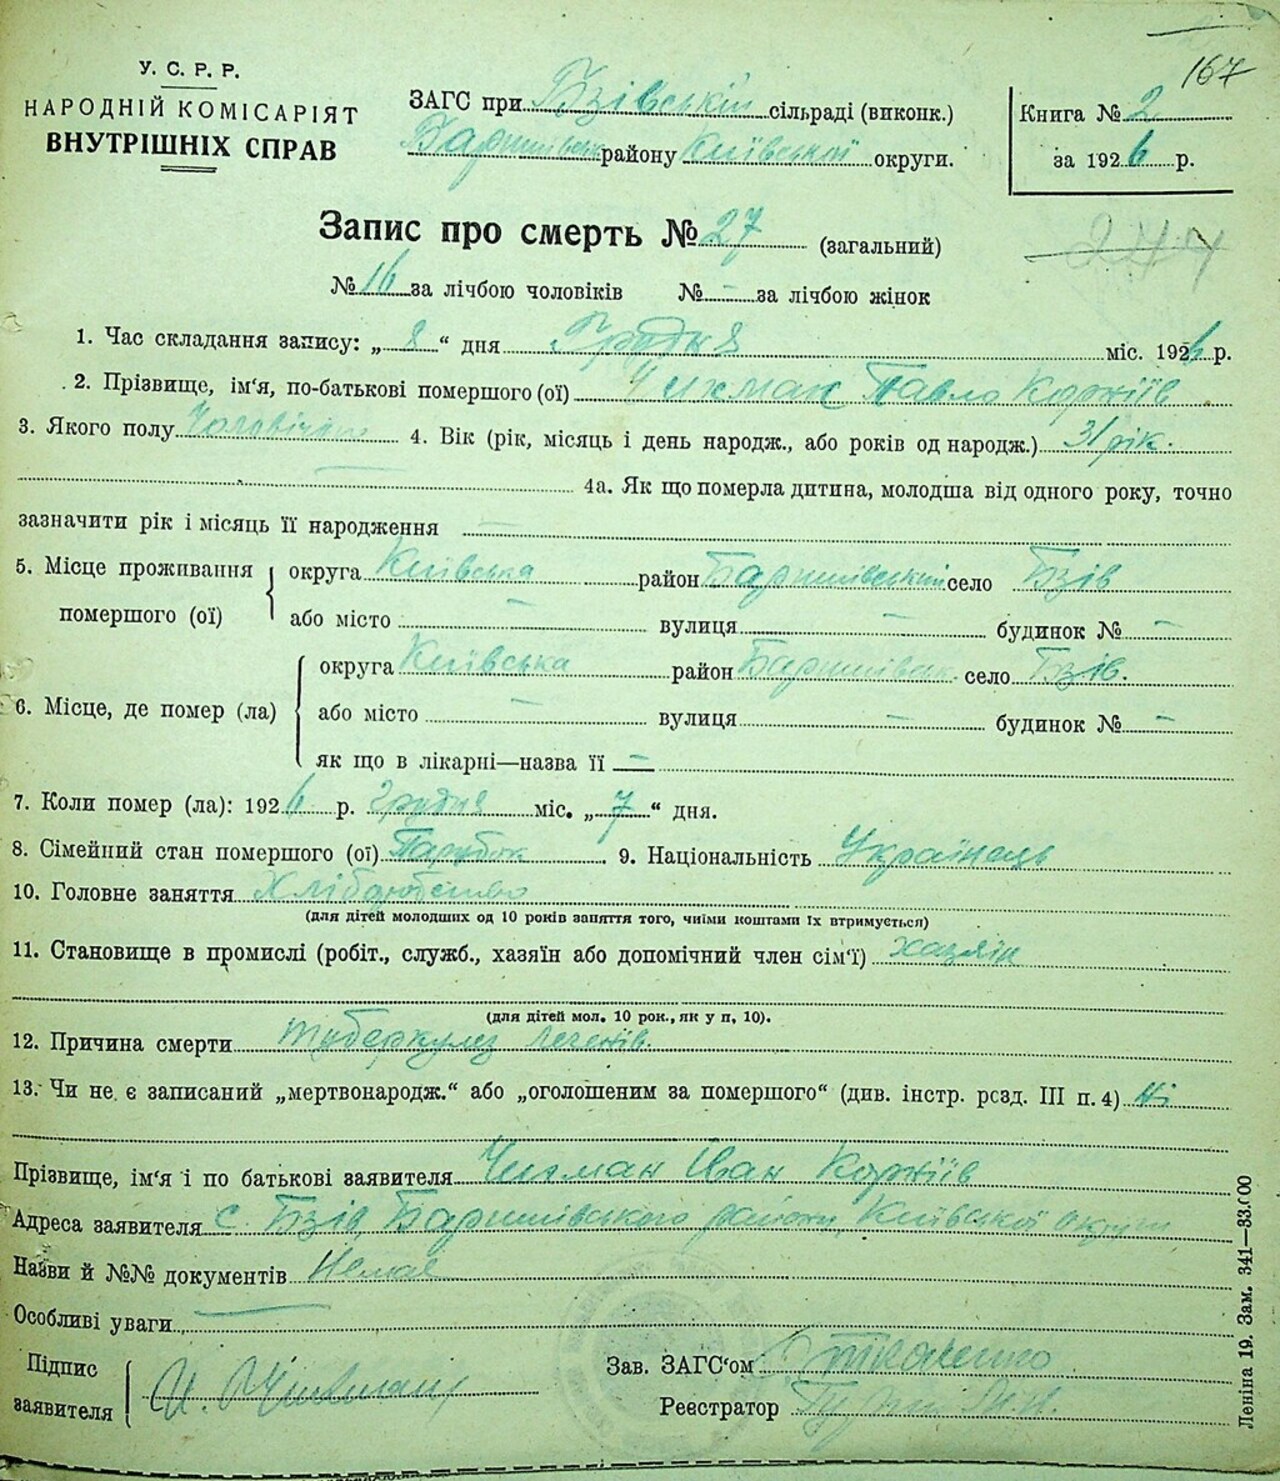 167
У. С. Р. Р.
НАРОДНІЙ КОМІСАРІЯТ
ВНУТРІШНІХ СПРАВ
ЗАГС при Бзівській сільраді (виконк.)
Баришівськ району Київської округи.
Книга № 2
за 1926 р.
Запис про смерть № 27 (загальний)
244
№ 16 за лічбою чоловіків № - за лічбою жінок
1. Час складання запису: „ 8 “ дня Грудня міс. 1926 р.
2. Прізвище, ім'я, по-батькові помершого (ої) Чихман Павло Коржіїв
3. Якого полу Чоловічого 4. Вік (рік, місяць і день народж., або років од народж.) 31 рік.
4а. Як що померла дитина, молодша від одного року, точно
зазначити рік і місяць її народження —
5. Місце проживання помершого (ої) округа Київська район Баришівський село Бзів
або місто — вулиця — будинок № —
6. Місце, де помер (ла) округа Київська район Баришівськ. село Бзів.
або місто — вулиця — будинок № —
як що в лікарні—назва її —
7. Коли помер (ла): 1926 р. грудня міс. „ 7 “ дня.
8. Сімейний стан помершого (ої) Парубок 9. Національність Українець
10. Головне заняття Хліборобство
(для дітей молодших од 10 років заняття того, чиїми коштами їх втримується)
11. Становище в промислі (робіт., служб., хазяїн або допомічний член сім'ї) хазяїн
(для дітей мол. 10 рок., як у п, 10).
12. Причина смерти туберкульоз легенів.
13. Чи не є записаний „мертвонародж.“ або „оголошеним за помершого“ (див. інстр. розд. III п. 4) Ні
Прізвище, ім'я і по батькові заявителя Чихман Іван Коржіїв
Адреса заявителя с. Бзів, Баришівського району, Київської округи
Назви й №№ документів Немає
Особливі уваги —
Підпис заявителя И. Чихман
Зав. ЗАГС'ом Ткаченко
Реєстратор
Леніна 19. Зам. 341—33.000